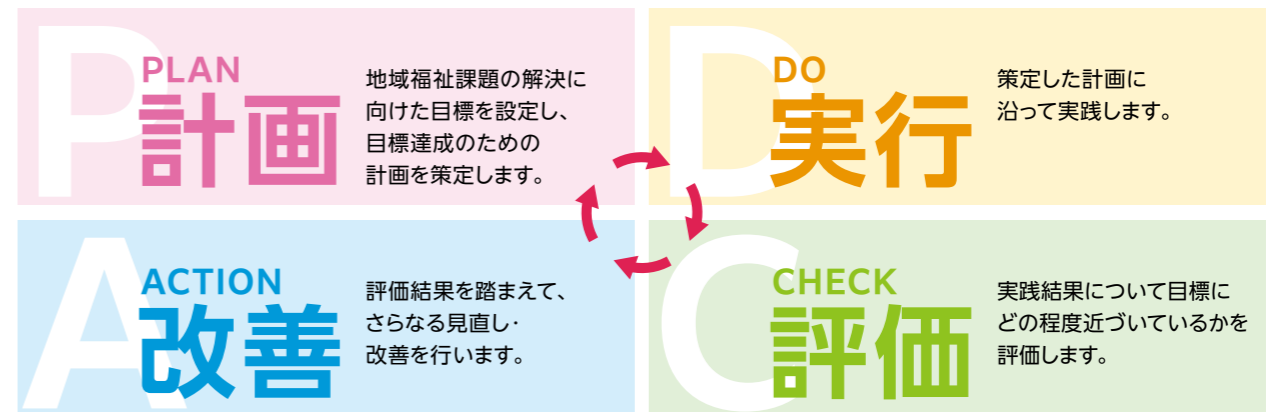 P
PLAN
計画
地域福祉課題の解決に
向けた目標を設定し、
目標達成のための
計画を策定します。
D
DO
実行
策定した計画に
沿って実践します。
A
ACTION
改善
評価結果を踏まえて、
さらなる見直し・
改善を行います。
C
CHECK
評価
実践結果について目標に
どの程度近づいているかを
評価します。